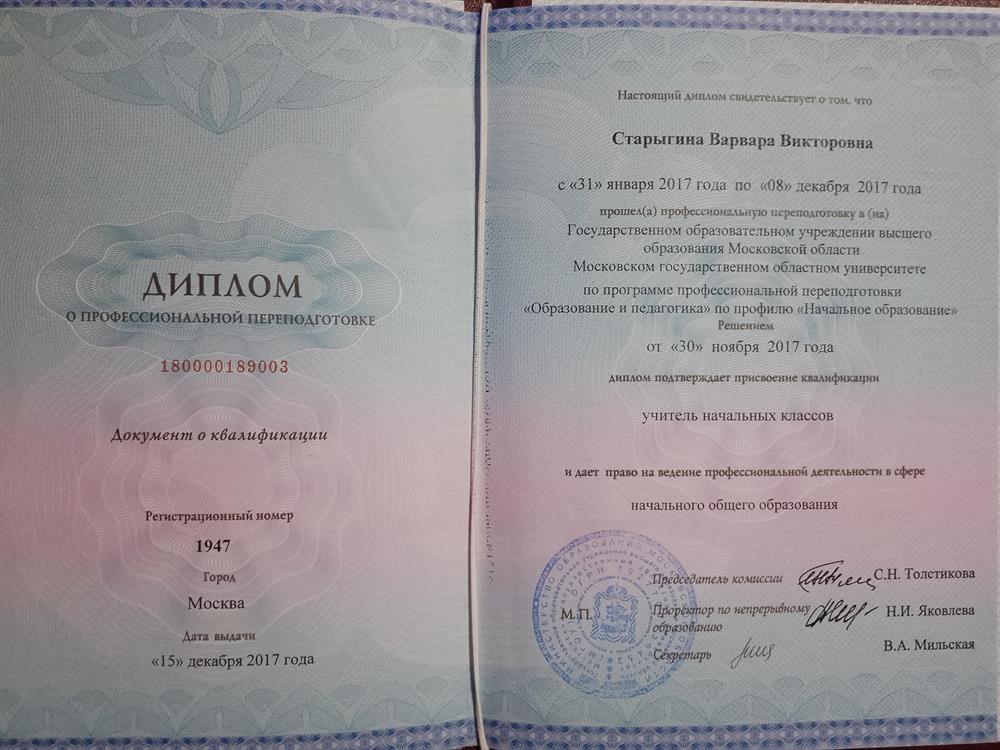 ДИПЛОМ
О ПРОФЕССИОНАЛЬНОЙ ПЕРЕПОДГОТОВКЕ
180000189003
Документ о квалификации
Регистрационный номер
1947
Город
Москва
Дата выдачи
«15» декабря 2017 года
Настоящий диплом свидетельствует о том, что
Старыгина Варвара Викторовна
с «31» января 2017 года по «08» декабря 2017 года
прошел(а) профессиональную переподготовку в (на)
Государственном образовательном учреждении высшего
образования Московской области
Московском государственном областном университете
по программе профессиональной переподготовки
«Образование и педагогика» по профилю «Начальное образование»
Решением
от «30» ноября 2017 года
диплом подтверждает присвоение квалификации
учитель начальных классов
и дает право на ведение профессиональной деятельности в сфере
начального общего образования
Председатель комиссии С.Н. Толстикова
М.П. Проректор по непрерывному Н.И. Яковлева
образованию
Секретарь В.А. Мильская
МИНИСТЕРСТВО ОБРАЗОВАНИЯ